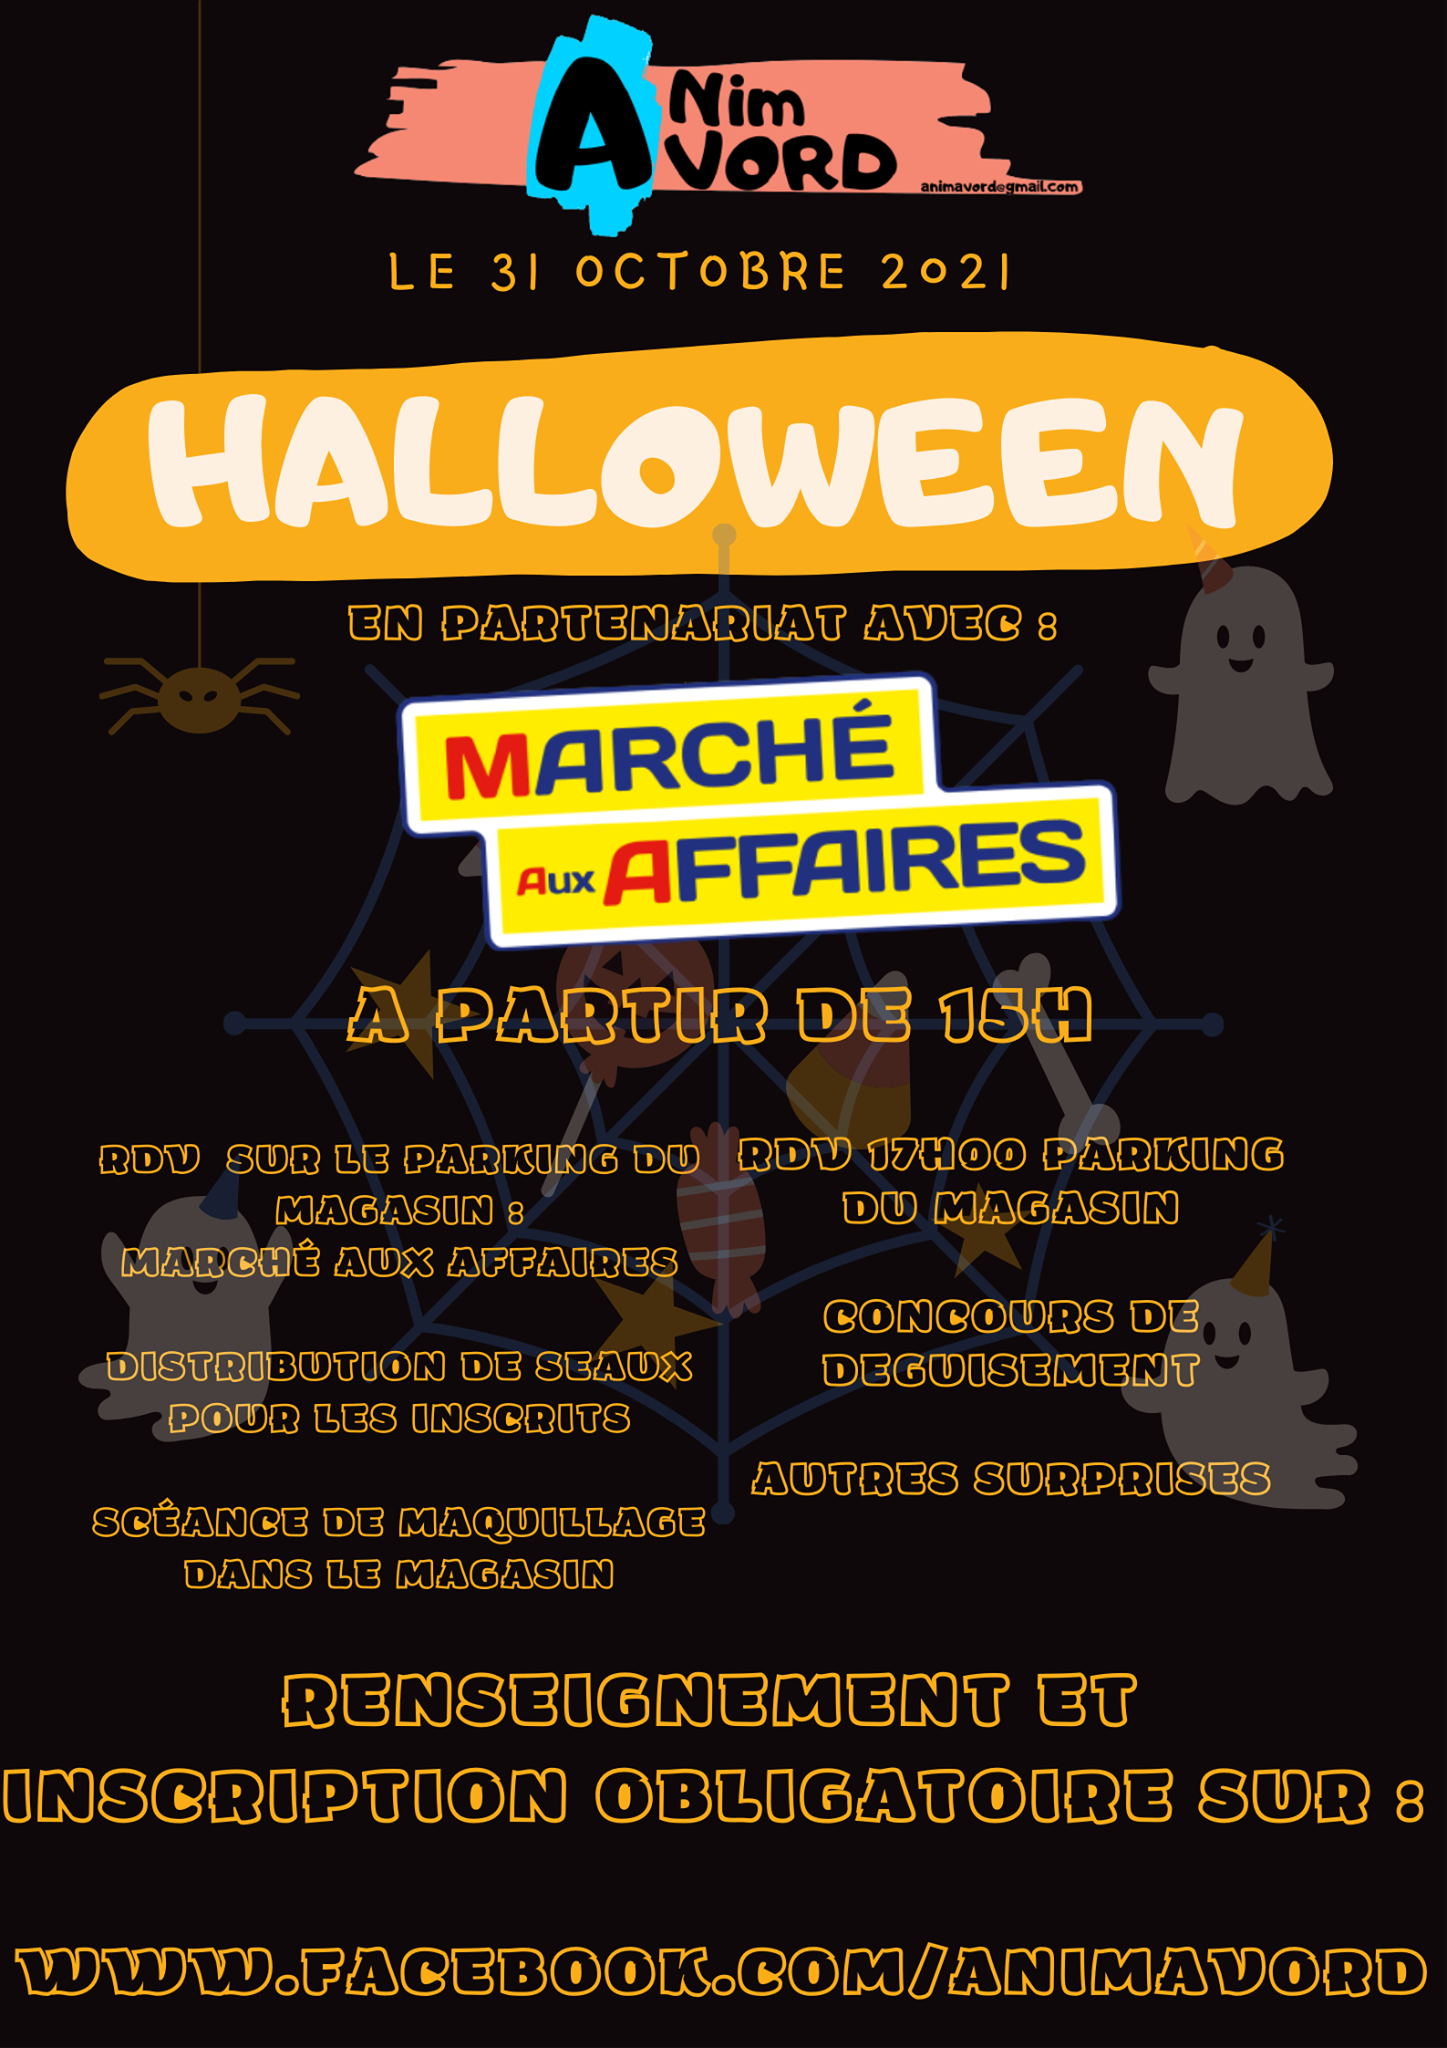 ANim
VORD
animavord@gmail.com
LE 31 OCTOBRE 2021
HALLOWEEN
EN PARTENARIAT AVEC :
MARCHÉ
AUX AFFAIRES
A PARTIR DE 15H
RDV SUR LE PARKING DU
MAGASIN :
MARCHÉ AUX AFFAIRES
DISTRIBUTION DE SEAUX
POUR LES INSCRITS
SCÉANCE DE MAQUILLAGE
DANS LE MAGASIN
RDV 17H00 PARKING
DU MAGASIN
CONCOURS DE
DEGUISEMENT
AUTRES SURPRISES
RENSEIGNEMENT ET
INSCRIPTION OBLIGATOIRE SUR :
WWW.FACEBOOK.COM/ANIMAVORD